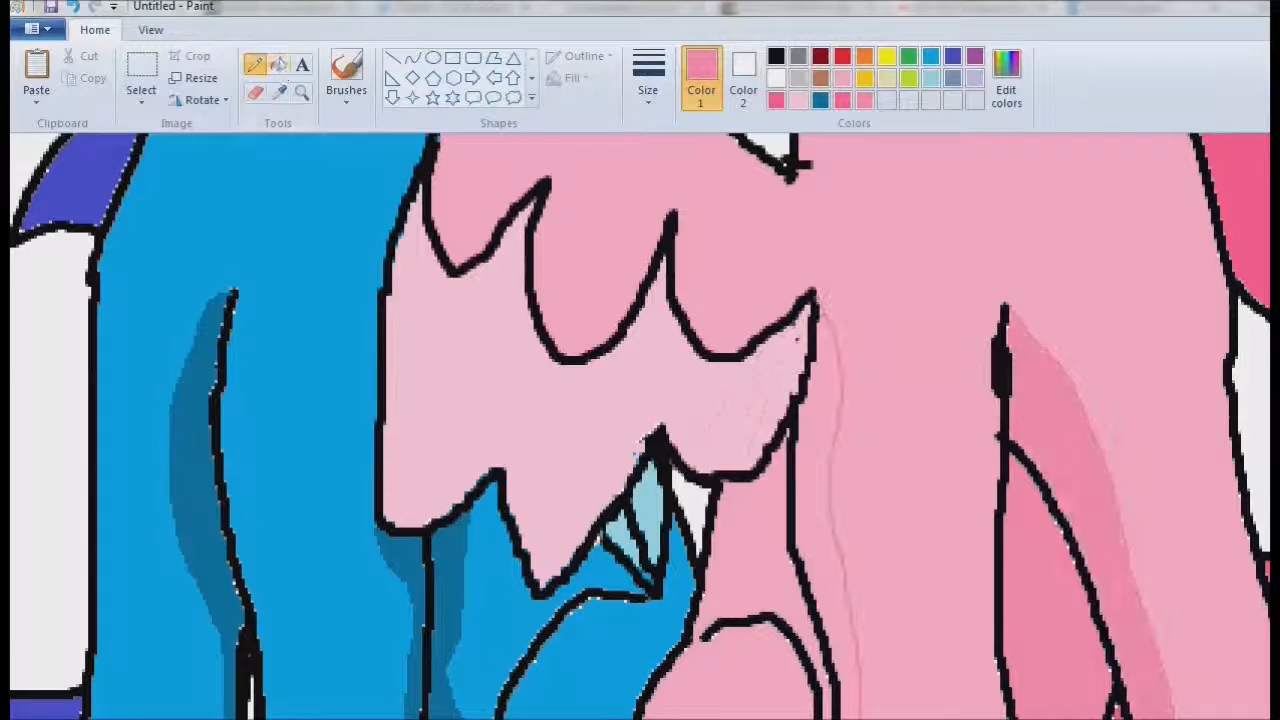 Untitled - Paint
Home View
Paste
Cut
Copy
Clipboard
Select
Crop
Resize
Rotate
Image
A
Tools
Brushes
Shapes
Outline
Fill
Size
Color
1
Color
2
Edit
colors
Colors